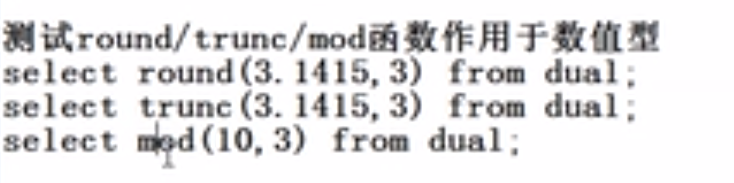 测试round/trunc/mod函数作用于数值型
select round(3.1415,3) from dual;
select trunc(3.1415,3) from dual;
select mod(10,3) from dual;